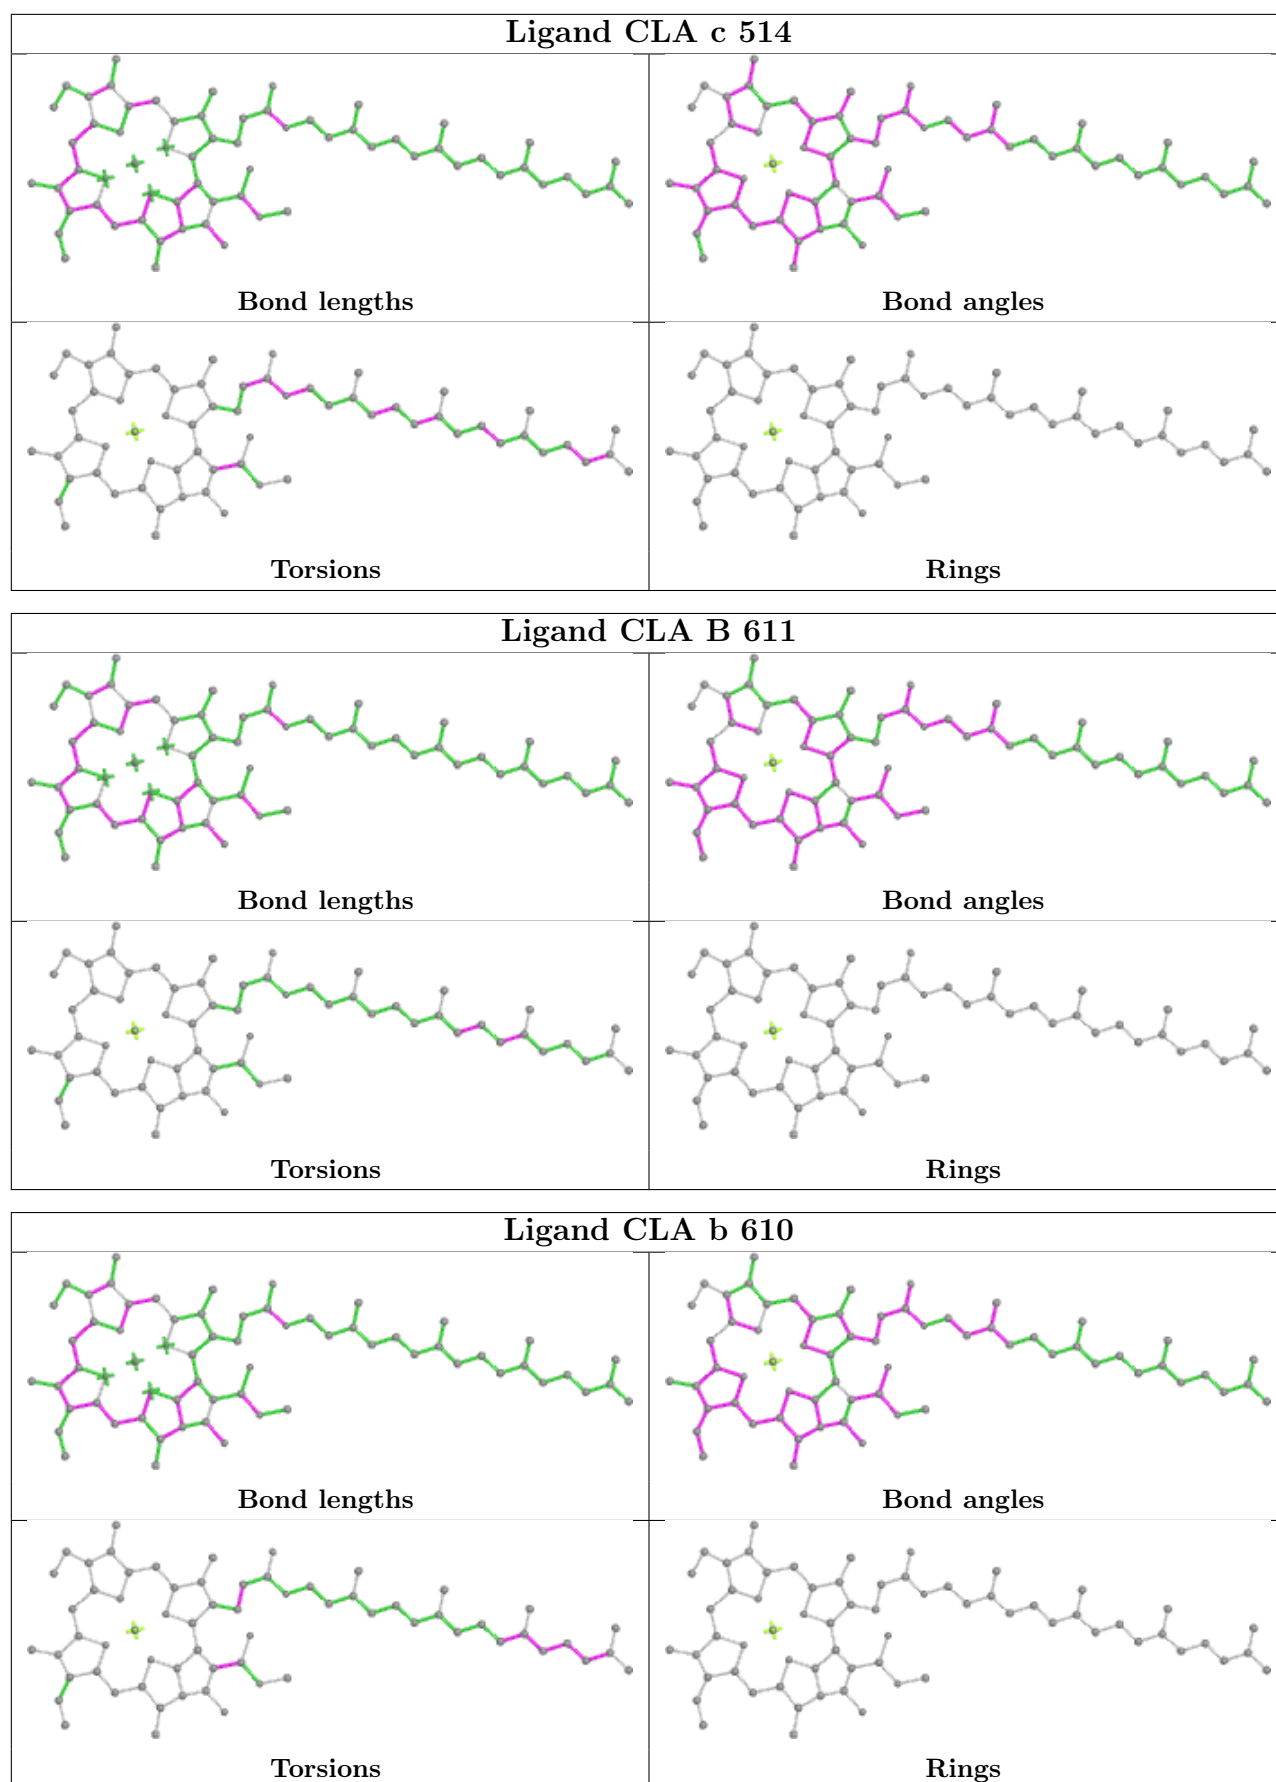 Ligand CLA c 514
Bond lengths
Bond angles
Torsions
Rings
Ligand CLA B 611
Bond lengths
Bond angles
Torsions
Rings
Ligand CLA b 610
Bond lengths
Bond angles
Torsions
Rings